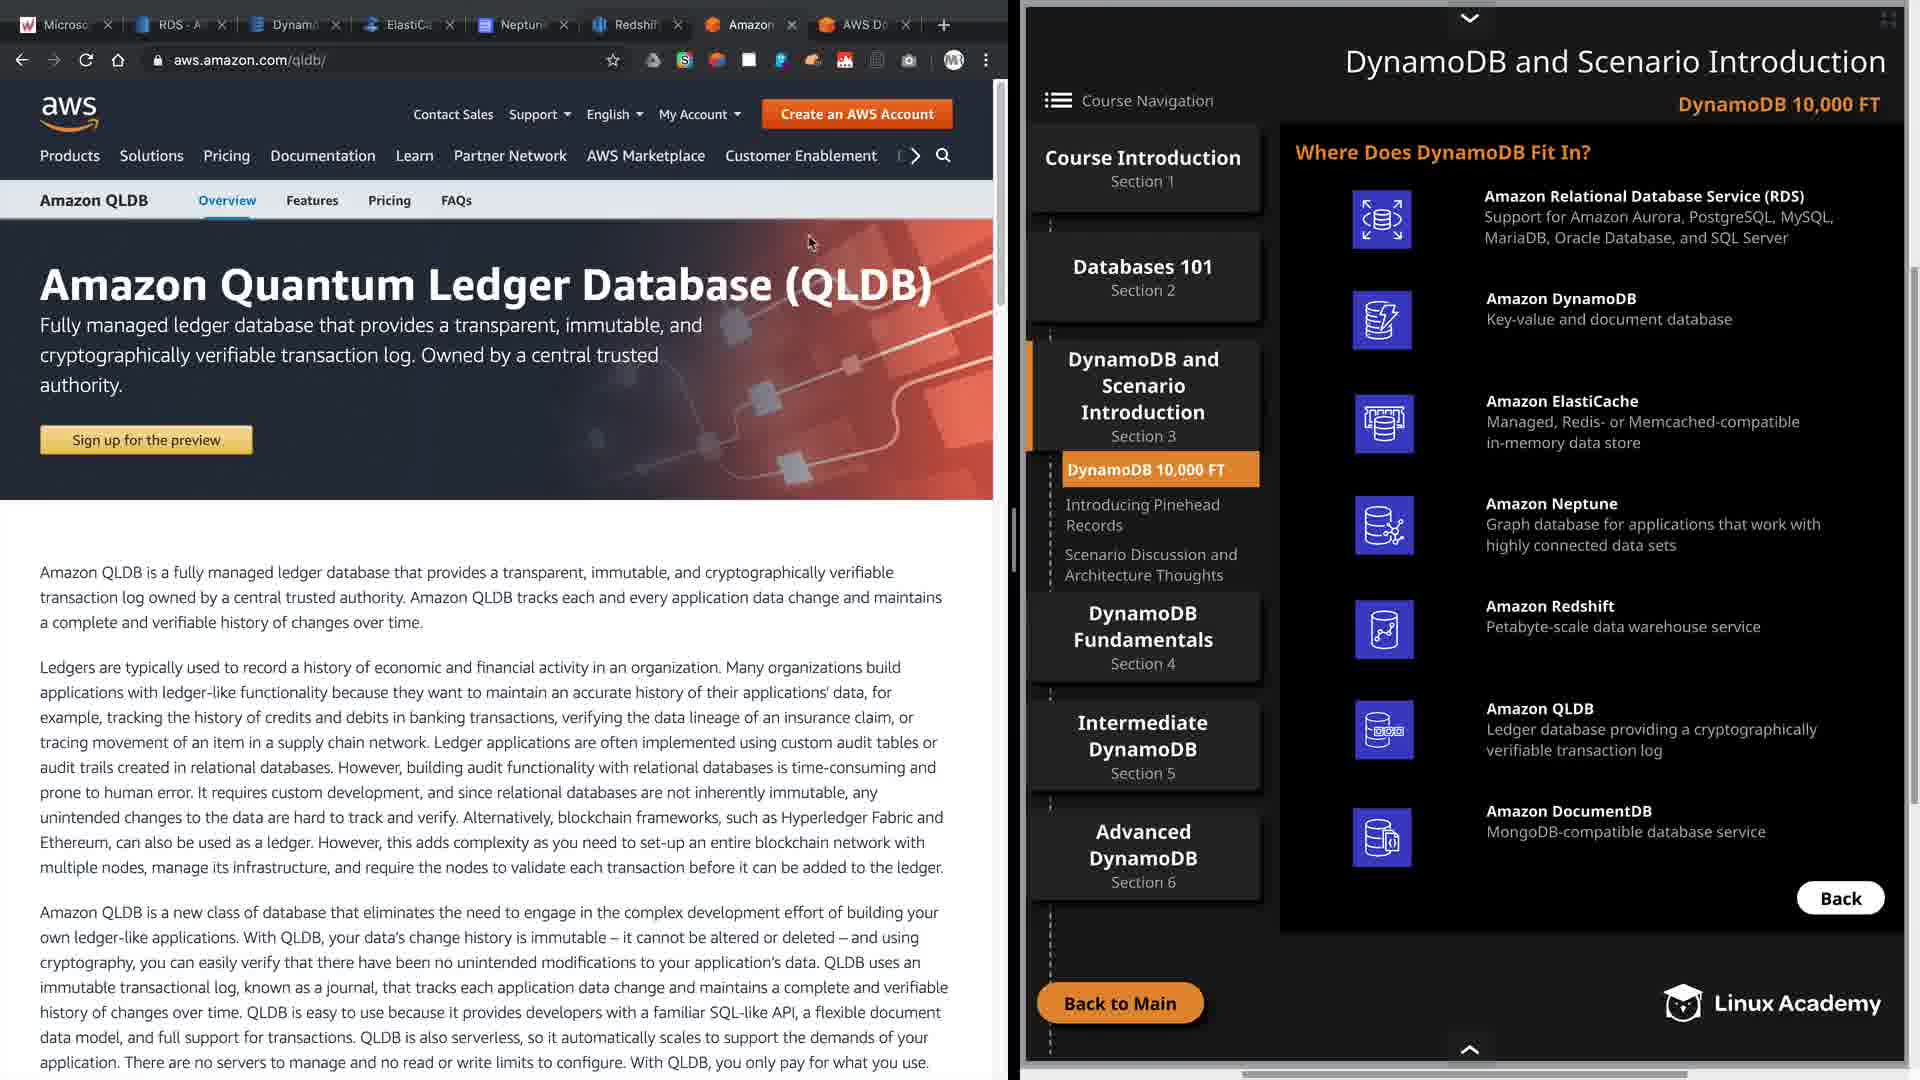 Microso
RDS - A
Dynamo
ElastiCa
Neptune
Redshif
Amazon
AWS Do
aws.amazon.com/qldb/
aws
Contact Sales
Support
English
My Account
Create an AWS Account
Products
Solutions
Pricing
Documentation
Learn
Partner Network
AWS Marketplace
Customer Enablement
Amazon QLDB
Overview
Features
Pricing
FAQs
Amazon Quantum Ledger Database (QLDB)
Fully managed ledger database that provides a transparent, immutable, and
cryptographically verifiable transaction log. Owned by a central trusted
authority.
Sign up for the preview
Amazon QLDB is a fully managed ledger database that provides a transparent, immutable, and cryptographically verifiable
transaction log owned by a central trusted authority. Amazon QLDB tracks each and every application data change and maintains
a complete and verifiable history of changes over time.
Ledgers are typically used to record a history of economic and financial activity in an organization. Many organizations build
applications with ledger-like functionality because they want to maintain an accurate history of their applications' data, for
example, tracking the history of credits and debits in banking transactions, verifying the data lineage of an insurance claim, or
tracing movement of an item in a supply chain network. Ledger applications are often implemented using custom audit tables or
audit trails created in relational databases. However, building audit functionality with relational databases is time-consuming and
prone to human error. It requires custom development, and since relational databases are not inherently immutable, any
unintended changes to the data are hard to track and verify. Alternatively, blockchain frameworks, such as Hyperledger Fabric and
Ethereum, can also be used as a ledger. However, this adds complexity as you need to set-up an entire blockchain network with
multiple nodes, manage its infrastructure, and require the nodes to validate each transaction before it can be added to the ledger.
Amazon QLDB is a new class of database that eliminates the need to engage in the complex development effort of building your
own ledger-like applications. With QLDB, your data's change history is immutable – it cannot be altered or deleted – and using
cryptography, you can easily verify that there have been no unintended modifications to your application's data. QLDB uses an
immutable transactional log, known as a journal, that tracks each application data change and maintains a complete and verifiable
history of changes over time. QLDB is easy to use because it provides developers with a familiar SQL-like API, a flexible document
data model, and full support for transactions. QLDB is also serverless, so it automatically scales to support the demands of your
application. There are no servers to manage and no read or write limits to configure. With QLDB, you only pay for what you use.
DynamoDB and Scenario Introduction
Course Navigation
DynamoDB 10,000 FT
Course Introduction
Section 1
Databases 101
Section 2
DynamoDB and
Scenario
Introduction
Section 3
DynamoDB 10,000 FT
Introducing Pinehead
Records
Scenario Discussion and
Architecture Thoughts
DynamoDB
Fundamentals
Section 4
Intermediate
DynamoDB
Section 5
Advanced
DynamoDB
Section 6
Back to Main
Where Does DynamoDB Fit In?
Amazon Relational Database Service (RDS)
Support for Amazon Aurora, PostgreSQL, MySQL,
MariaDB, Oracle Database, and SQL Server
Amazon DynamoDB
Key-value and document database
Amazon ElastiCache
Managed, Redis- or Memcached-compatible
in-memory data store
Amazon Neptune
Graph database for applications that work with
highly connected data sets
Amazon Redshift
Petabyte-scale data warehouse service
Amazon QLDB
Ledger database providing a cryptographically
verifiable transaction log
Amazon DocumentDB
MongoDB-compatible database service
Back
Linux Academy